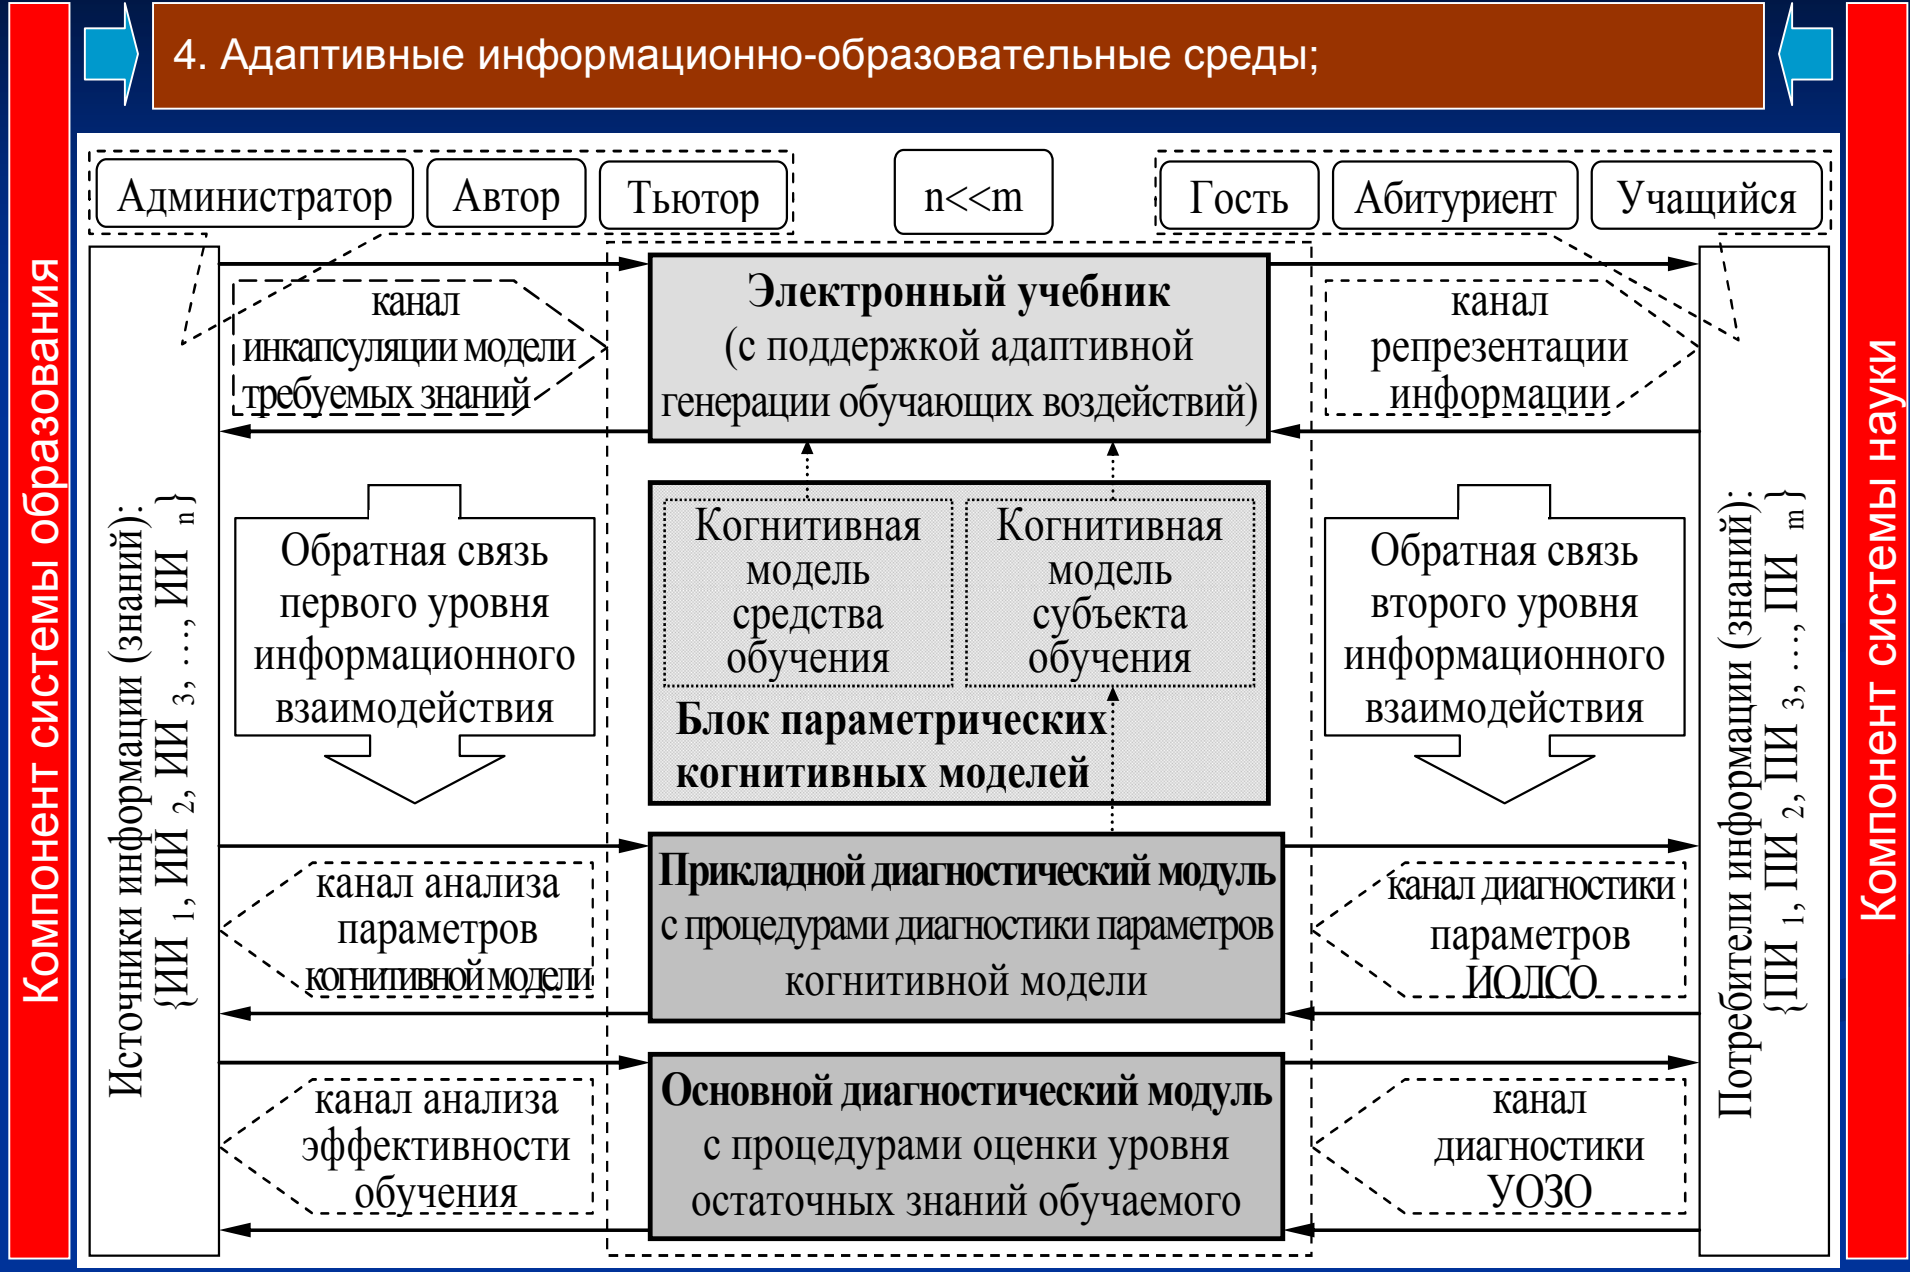 4. Адаптивные информационно-образовательные среды;
Компонент системы образования
Администратор
Автор
Тьютор
n<<m
Гость
Абитуриент
Учащийся
Источники информации (знаний):
{ИИ 1, ИИ 2, ИИ 3, …, ИИ n}
канал
инкапсуляции модели
требуемых знаний
Электронный учебник
(с поддержкой адаптивной
генерации обучающих воздействий)
канал
репрезентации
информации
Обратная связь
первого уровня
информационного
взаимодействия
Когнитивная
модель
средства
обучения
Когнитивная
модель
субъекта
обучения
Блок параметрических
когнитивных моделей
Обратная связь
второго уровня
информационного
взаимодействия
канал анализа
параметров
когнитивной модели
Прикладной диагностический модуль
с процедурами диагностики параметров
когнитивной модели
канал диагностики
параметров
ИОЛСО
канал анализа
эффективности
обучения
Основной диагностический модуль
с процедурами оценки уровня
остаточных знаний обучаемого
канал
диагностики
УОЗО
Потребители информации (знаний):
{ПИ 1, ПИ 2, ПИ 3, …, ПИ m}
Компонент системы науки